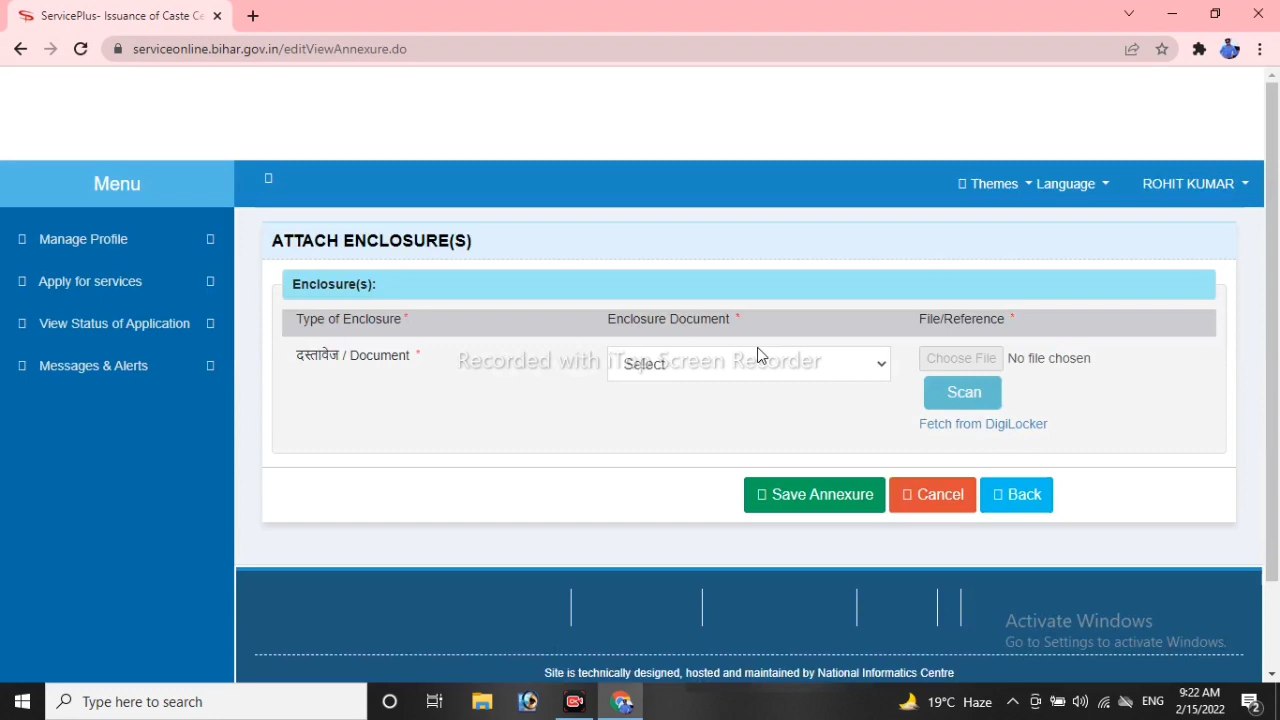 ServicePlus- Issuance of Caste Ce
serviceonline.bihar.gov.in/editViewAnnexure.do
Menu
Themes Language ROHIT KUMAR
Manage Profile
Apply for services
View Status of Application
Messages & Alerts
ATTACH ENCLOSURE(S)
Enclosure(s):
Type of Enclosure * Enclosure Document * File/Reference *
दस्तावेज / Document * Select Choose File No file chosen
Recorded with iTop Screen Recorder
Scan
Fetch from DigiLocker
Save Annexure Cancel Back
Activate Windows
Go to Settings to activate Windows.
Site is technically designed, hosted and maintained by National Informatics Centre
Type here to search
19°C Haze
ENG
9:22 AM
2/15/2022
2